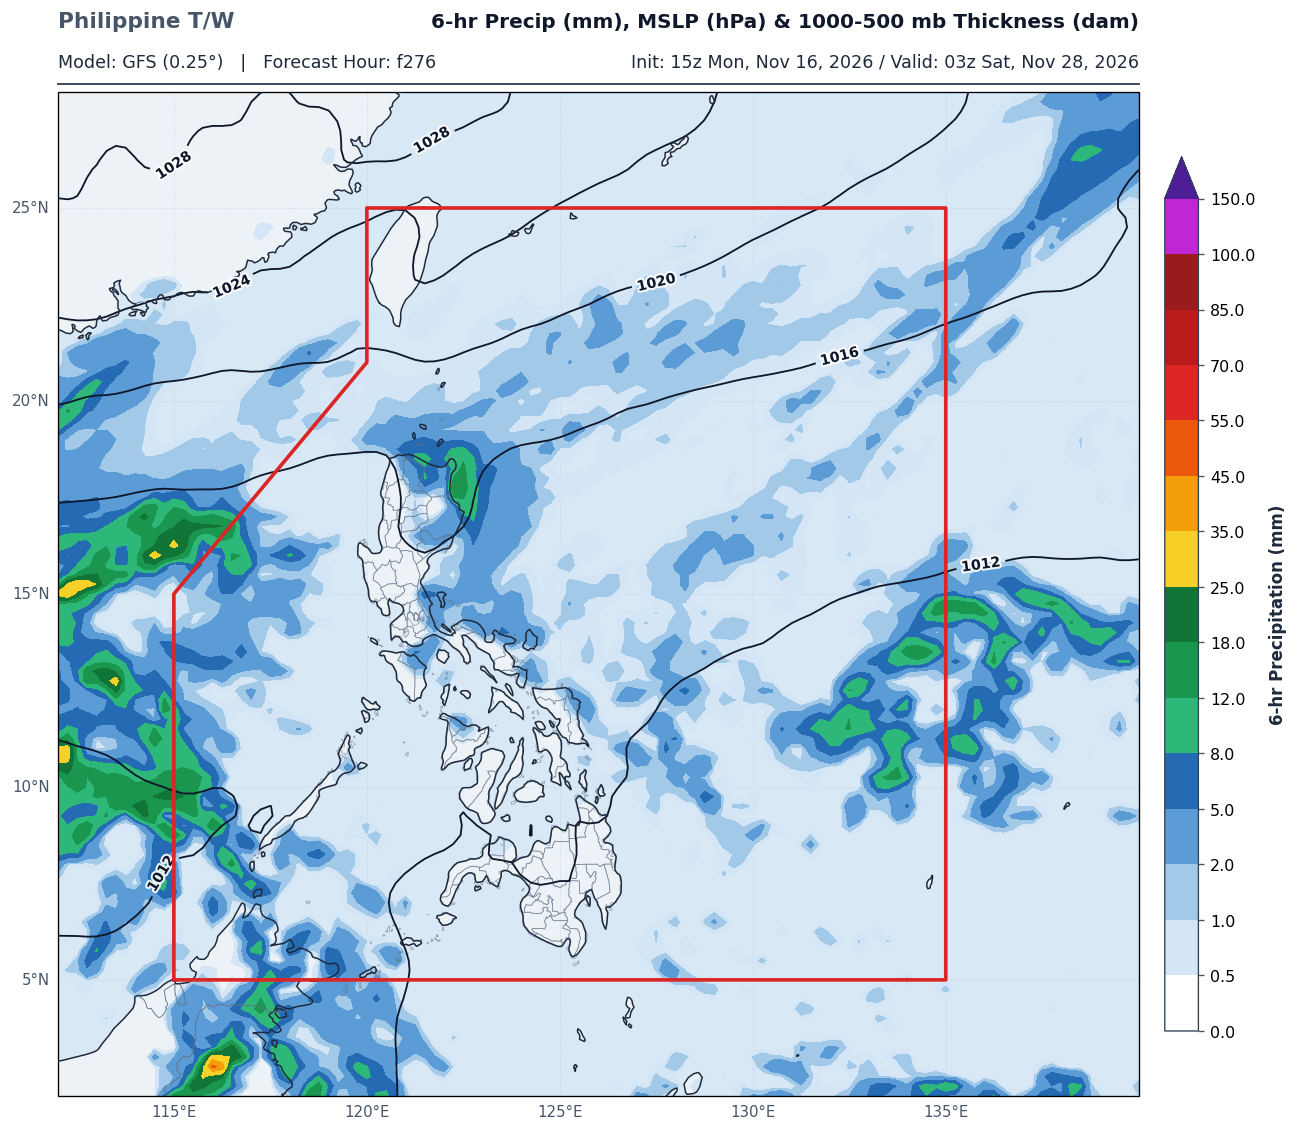 Philippine T/W
6-hr Precip (mm), MSLP (hPa) & 1000-500 mb Thickness (dam)
Model: GFS (0.25°) | Forecast Hour: f276
Init: 15z Mon, Nov 16, 2026 / Valid: 03z Sat, Nov 28, 2026
1028
1028
1024
1020
1016
1012
1012
25°N
20°N
15°N
10°N
5°N
115°E
120°E
125°E
130°E
135°E
150.0
100.0
85.0
70.0
55.0
45.0
35.0
25.0
18.0
12.0
8.0
5.0
2.0
1.0
0.5
0.0
6-hr Precipitation (mm)